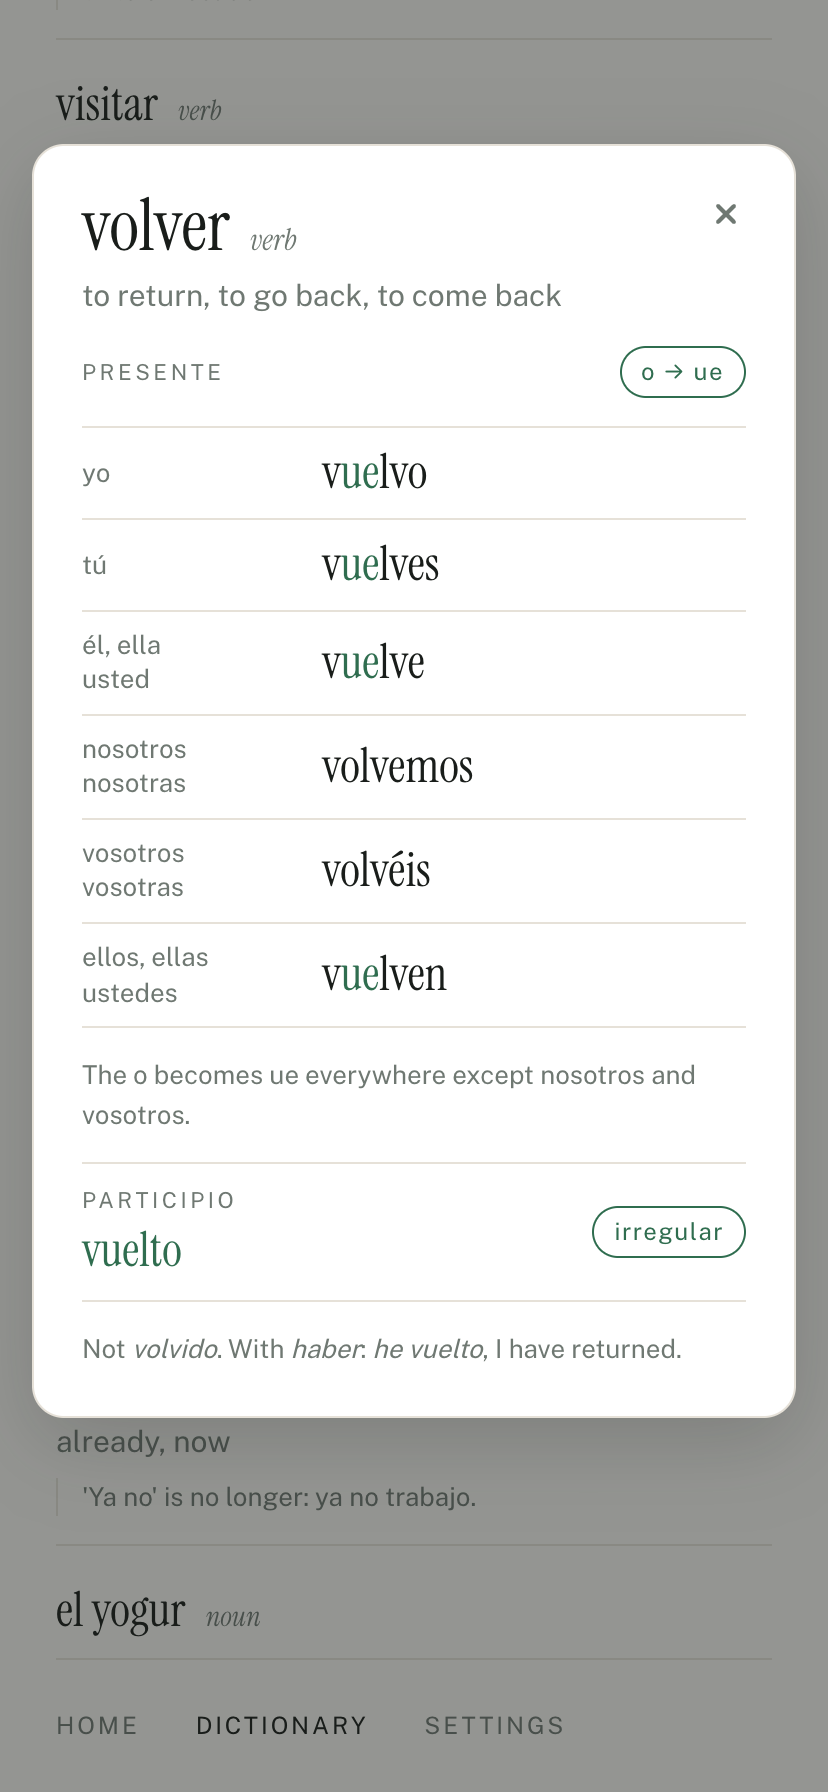 visitar verb
volver verb
to return, to go back, to come back
PRESENTE
o → ue
yo
vuelvo
tú
vuelves
él, ella
usted
vuelve
nosotros
nosotras
volvemos
vosotros
vosotras
volvéis
ellos, ellas
ustedes
vuelven
The o becomes ue everywhere except nosotros and
vosotros.
PARTICIPIO
vuelto
irregular
Not volvido. With haber: he vuelto, I have returned.
already, now
'Ya no' is no longer: ya no trabajo.
el yogur noun
HOME DICTIONARY SETTINGS